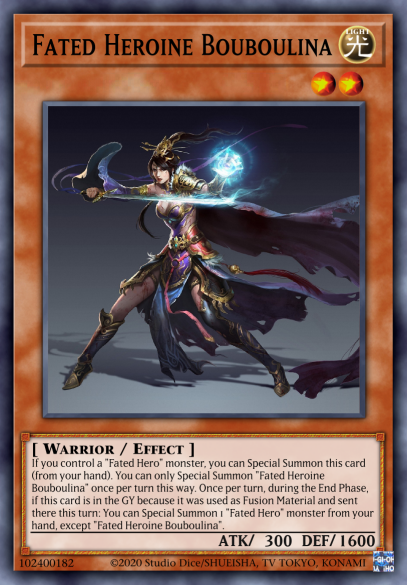 FATED HEROINE BOUBOULINA
LIGHT
光
[ WARRIOR / EFFECT ]
If you control a "Fated Hero" monster, you can Special Summon this card
(from your hand). You can only Special Summon "Fated Heroine
Bouboulina" once per turn this way. Once per turn, during the End Phase,
if this card is in the GY because it was used as Fusion Material and sent
there this turn: You can Special Summon 1 "Fated Hero" monster from your
hand, except "Fated Heroine Bouboulina".
ATK/ 300 DEF/1600
102400182 ©2020 Studio Dice/SHUEISHA, TV TOKYO, KONAMI